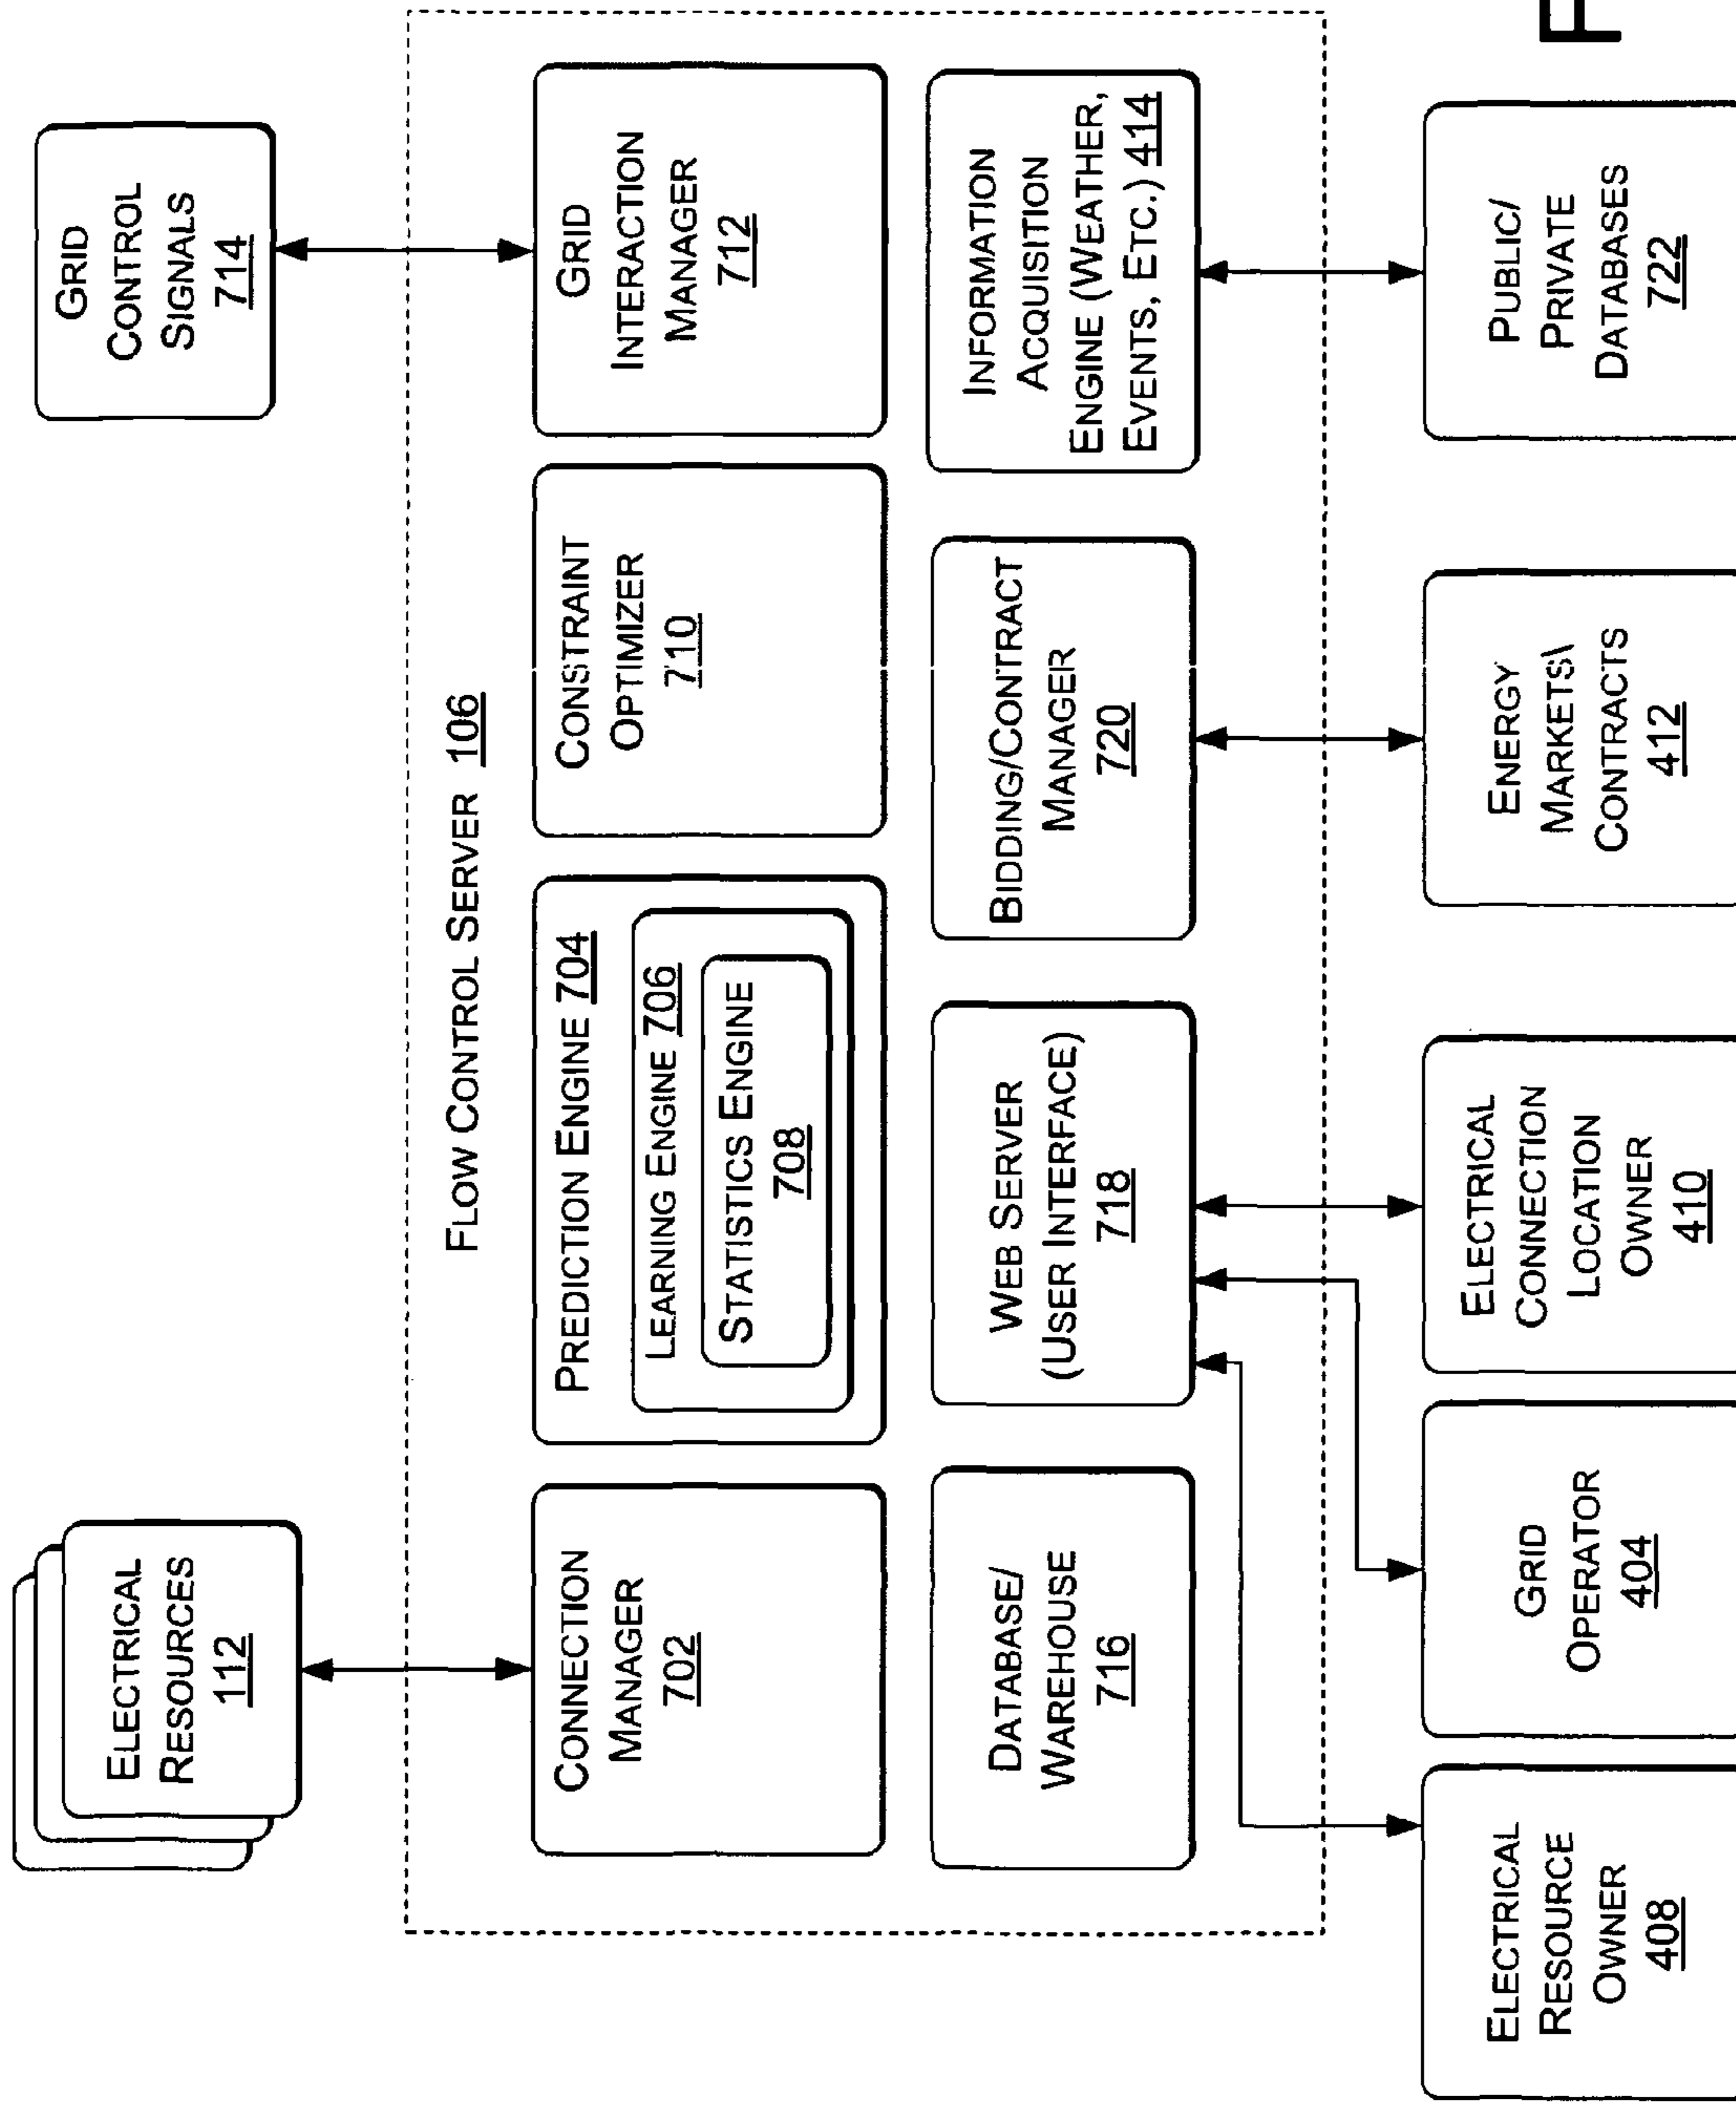 ELECTRICAL
RESOURCES
112
GRID
CONTROL
SIGNALS
714
FLOW CONTROL SERVER 106
CONNECTION
MANAGER
702
PREDICTION ENGINE 704
LEARNING ENGINE 706
STATISTICS ENGINE
708
CONSTRAINT
OPTIMIZER
710
GRID
INTERACTION
MANAGER
712
DATABASE/
WAREHOUSE
716
WEB SERVER
(USER INTERFACE)
718
BIDDING/CONTRACT
MANAGER
720
INFORMATION
ACQUISITION
ENGINE (WEATHER,
EVENTS, ETC.) 414
ELECTRICAL
RESOURCE
OWNER
408
GRID
OPERATOR
404
ELECTRICAL
CONNECTION
LOCATION
OWNER
410
ENERGY
MARKETS\
CONTRACTS
412
PUBLIC/
PRIVATE
DATABASES
722
F